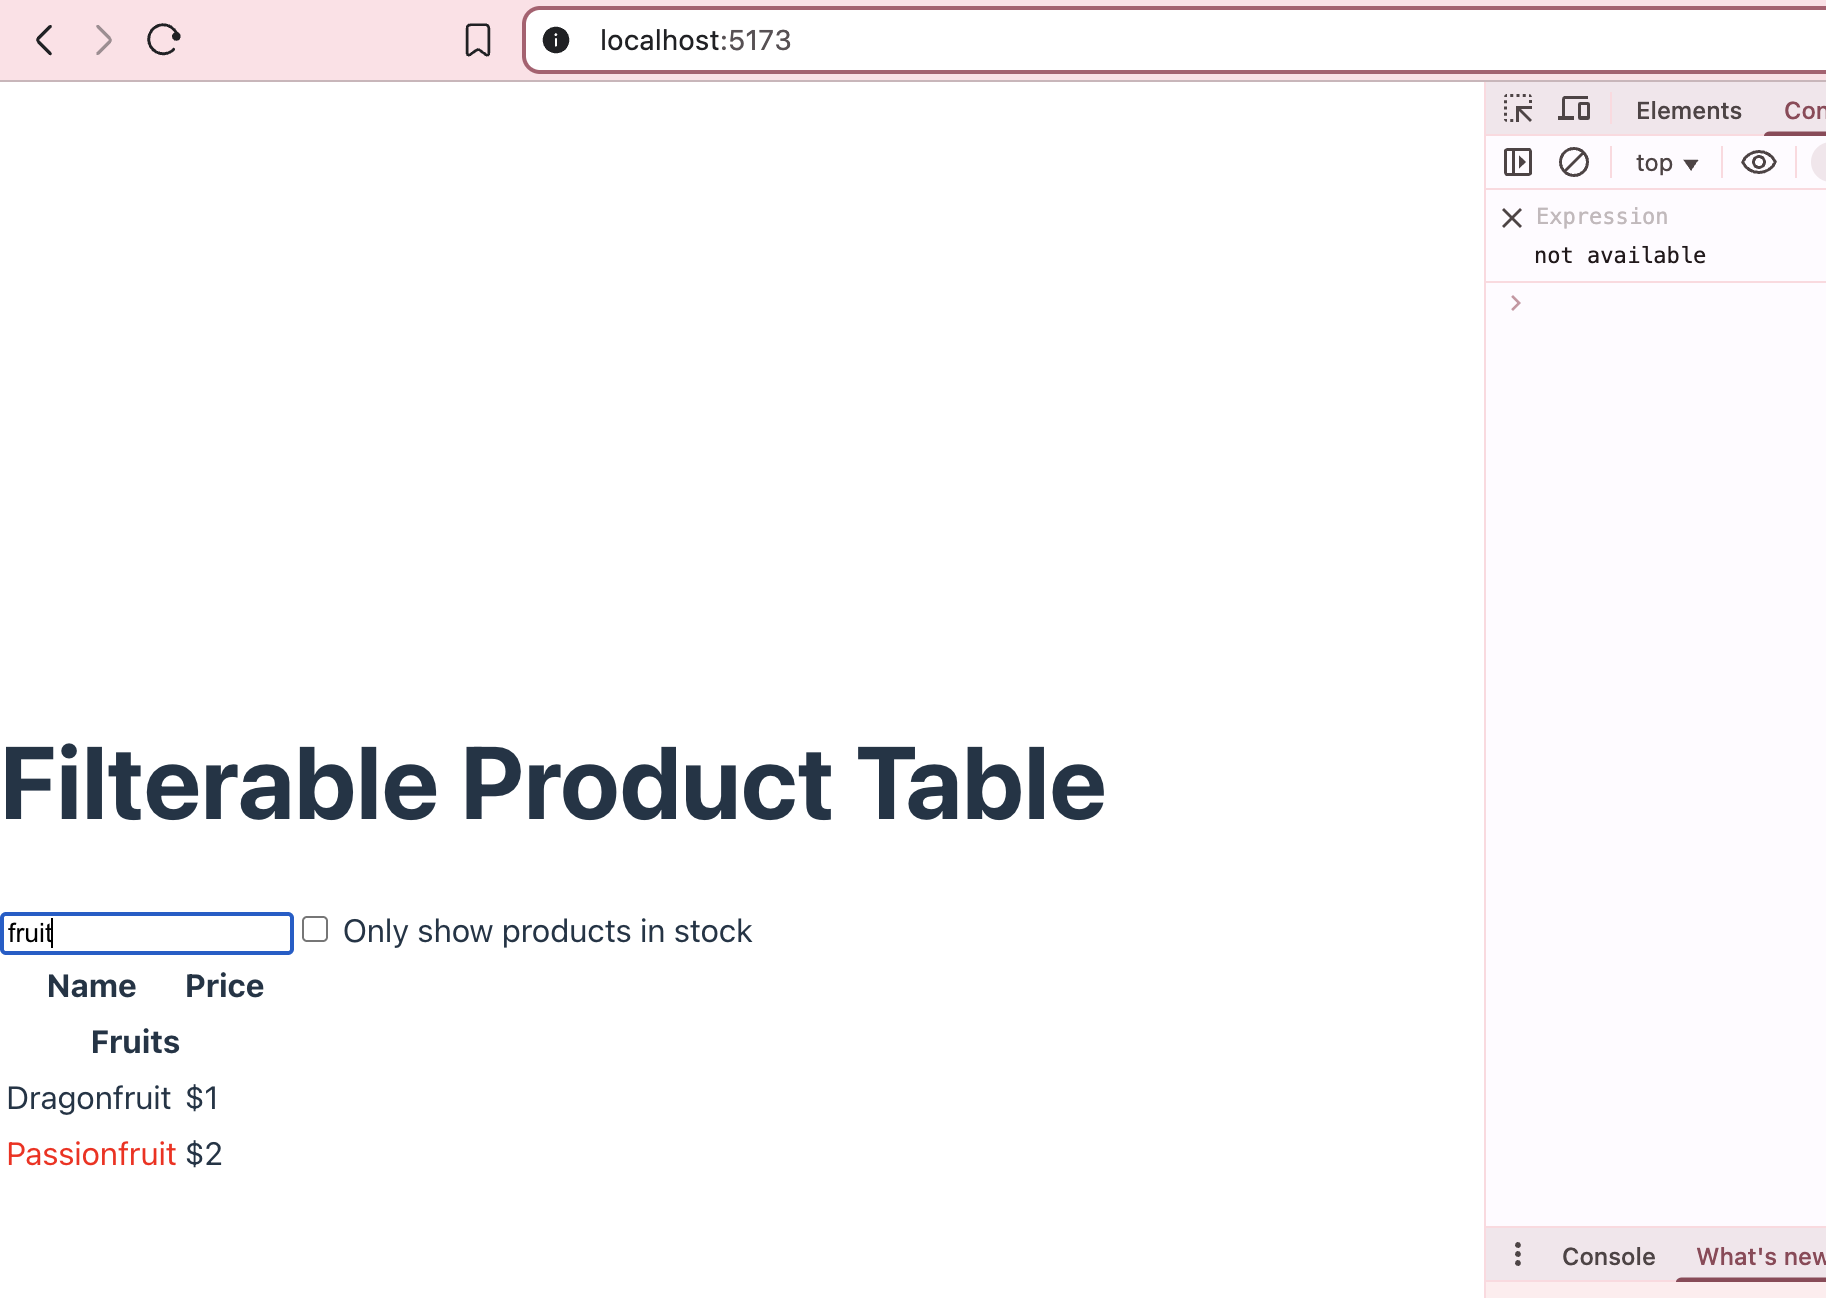 localhost:5173
Elements
top
Expression
not available
Filterable Product Table
fruit
Only show products in stock
Name Price
Fruits
Dragonfruit $1
Passionfruit $2
Console What's new